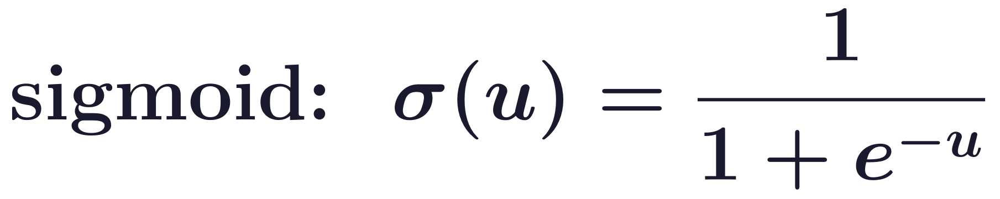 sigmoid: σ(u) = 1 / (1 + e^{-u})